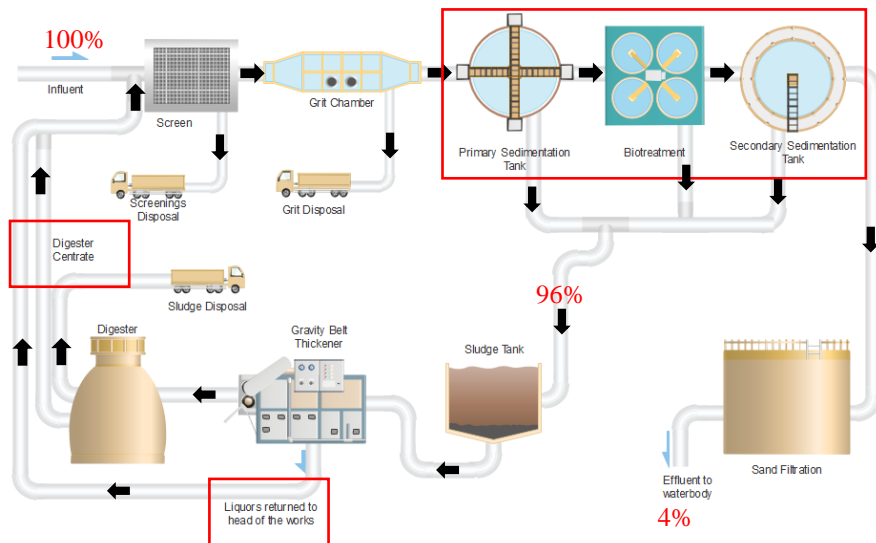 100%
Influent
Screen
Grit Chamber
Primary Sedimentation
Tank
Biotreatment
Secondary Sedimentation
Tank
Screenings
Disposal
Grit Disposal
Digester
Centrate
Sludge Disposal
96%
Digester
Gravity Belt
Thickener
Sludge Tank
Sand Filtration
Effluent to
waterbody
4%
Liquors returned to
head of the works